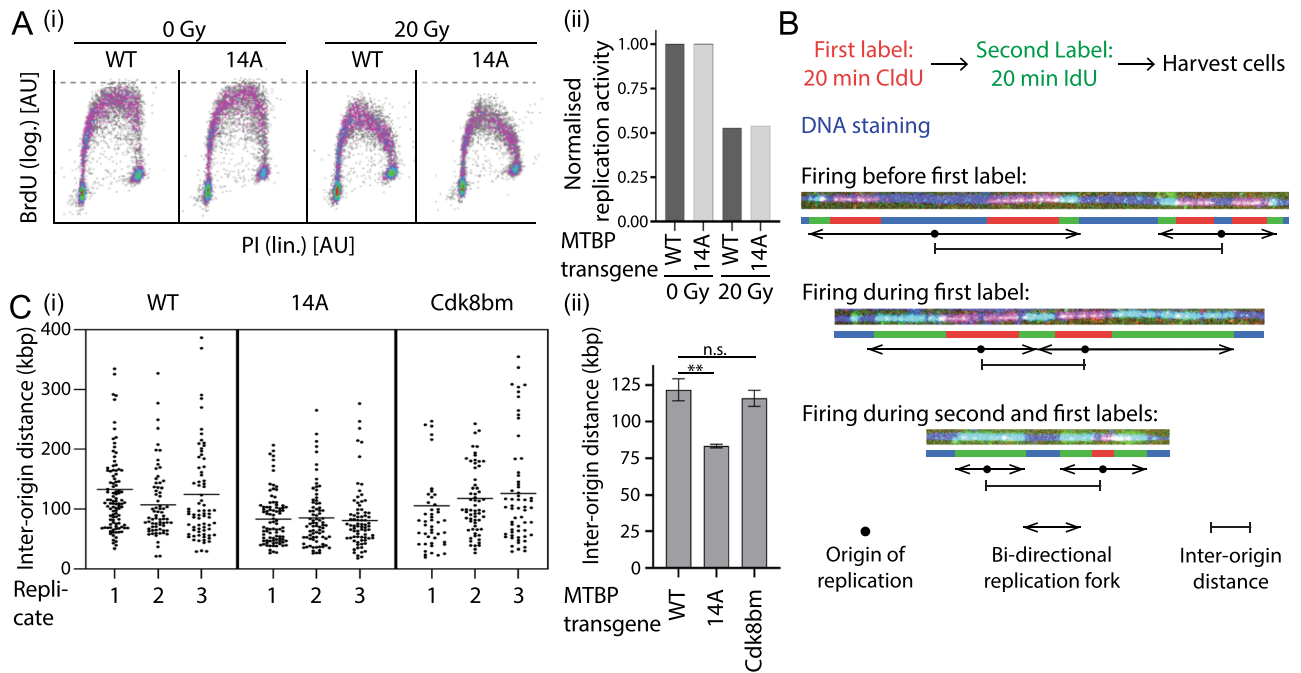 A (i)
0 Gy
20 Gy
WT
14A
WT
14A
BrdU (log.) [AU]
PI (lin.) [AU]
(ii)
Normalised
replication activity
1.00
0.75
0.50
0.25
0.00
MTBP
transgene
WT
14A
WT
14A
0 Gy
20 Gy
B
First label:
20 min CldU
Second Label:
20 min IdU
Harvest cells
DNA staining
Firing before first label:
Firing during first label:
Firing during second and first labels:
Origin of
replication
Bi-directional
replication fork
Inter-origin
distance
C (i)
WT
14A
Cdk8bm
Inter-origin distance (kbp)
400
300
200
100
0
Repli-
cate
1
2
3
1
2
3
1
2
3
(ii)
n.s.
**
Inter-origin distance (kbp)
125
100
75
50
25
0
MTBP
transgene
WT
14A
Cdk8bm